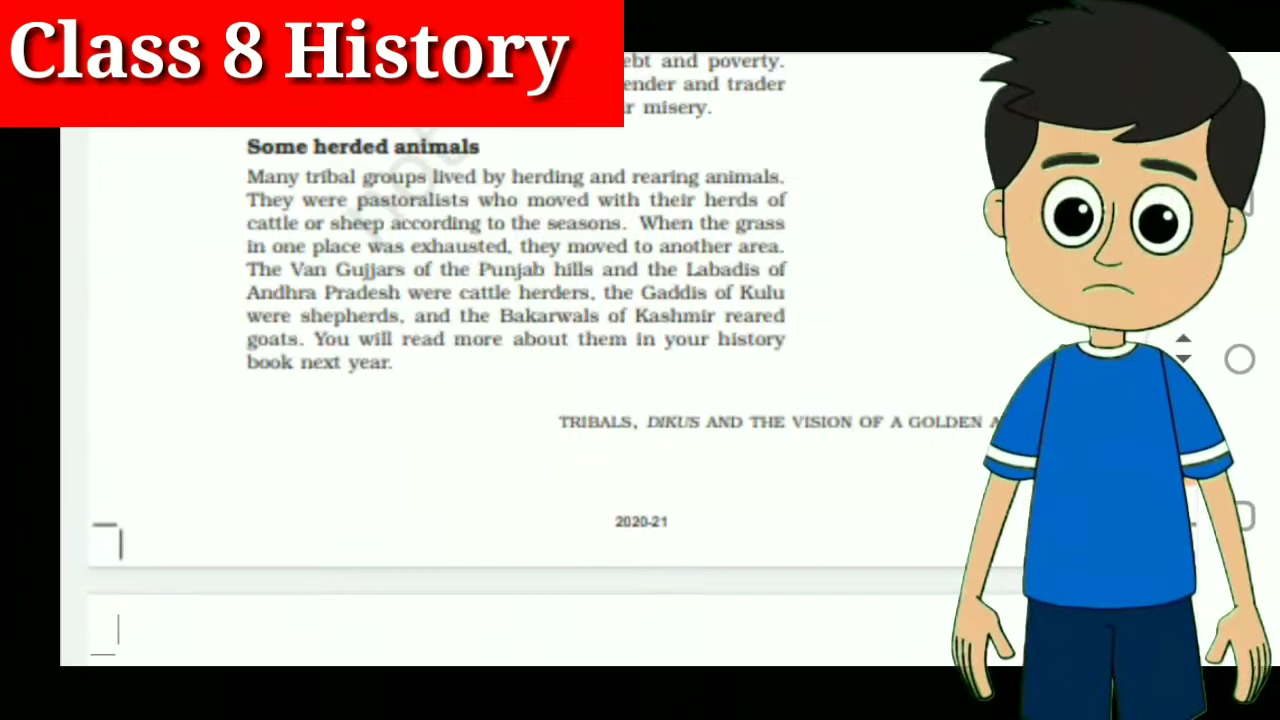 Class 8 History
ebt and poverty.
ender and trader
r misery.
Some herded animals
Many tribal groups lived by herding and rearing animals.
They were pastoralists who moved with their herds of
cattle or sheep according to the seasons. When the grass
in one place was exhausted, they moved to another area.
The Van Gujjars of the Punjab hills and the Labadis of
Andhra Pradesh were cattle herders, the Gaddis of Kulu
were shepherds, and the Bakarwals of Kashmir reared
goats. You will read more about them in your history
book next year.
TRIBALS, DIKUS AND THE VISION OF A GOLDEN A
2020-21